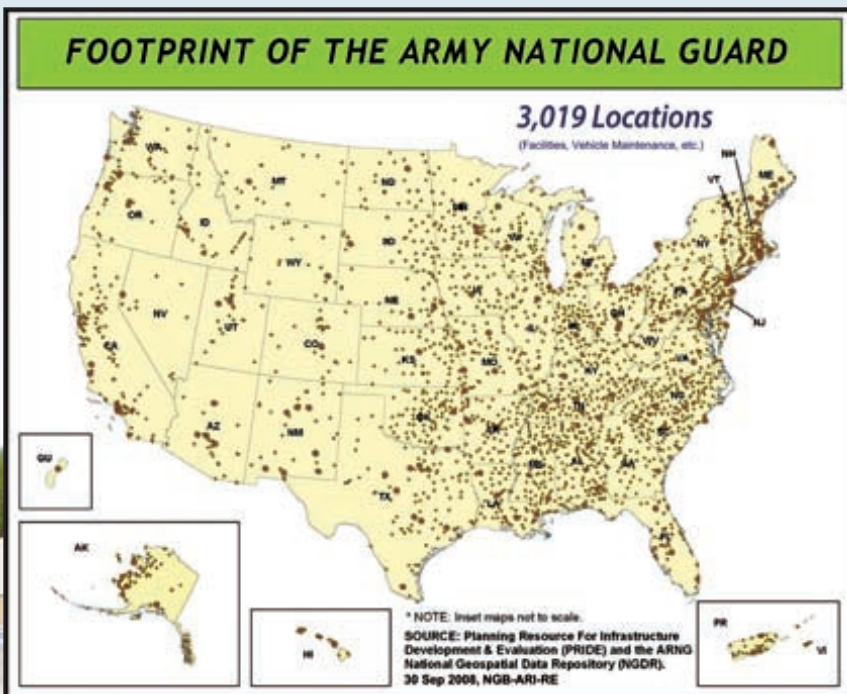 FOOTPRINT OF THE ARMY NATIONAL GUARD
3,019 Locations
(Facilities, Vehicle Maintenance, etc.)
NH
VT
ME
WA
MT
ND
MN
OR
ID
SD
WI
NY
WY
MI
NE
IA
PA
NV
UT
OH
NJ
CA
CO
IL
IN
WV
KS
MO
VA
KY
NC
TN
AZ
NM
OK
AR
SC
MS
AL
GA
TX
LA
FL
GU
AK
HI
PR
VI
* NOTE: Inset maps not to scale.
SOURCE: Planning Resource For Infrastructure
Development & Evaluation (PRIDE) and the ARNG
National Geospatial Data Repository (NGDR).
30 Sep 2008, NGB-ARI-RE